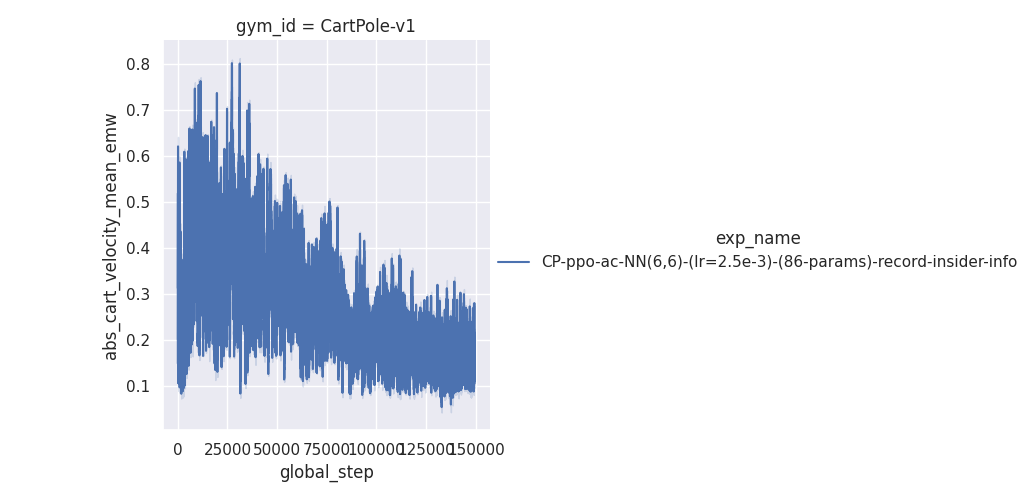 gym_id = CartPole-v1
0.8
0.7
0.6
0.5
0.4
0.3
0.2
0.1
abs_cart_velocity_mean_emw
0 25000 50000 75000 100000 125000 150000
global_step
exp_name
CP-ppo-ac-NN(6,6)-(lr=2.5e-3)-(86-params)-record-insider-info